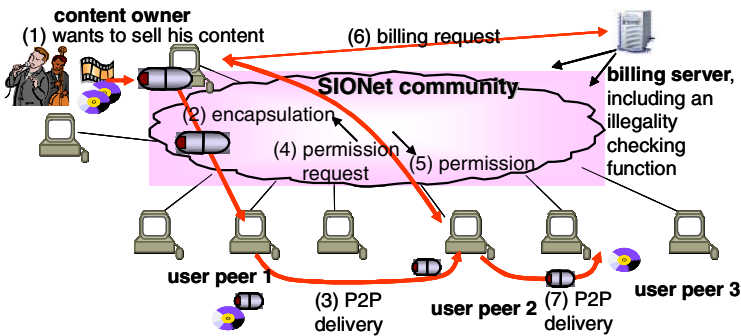 content owner
(1) wants to sell his content
(6) billing request
SIONet community
billing server,
including an
illegality
checking
function
(2) encapsulation
(4) permission
request
(5) permission
user peer 1
(3) P2P
delivery
user peer 2
(7) P2P
delivery
user peer 3